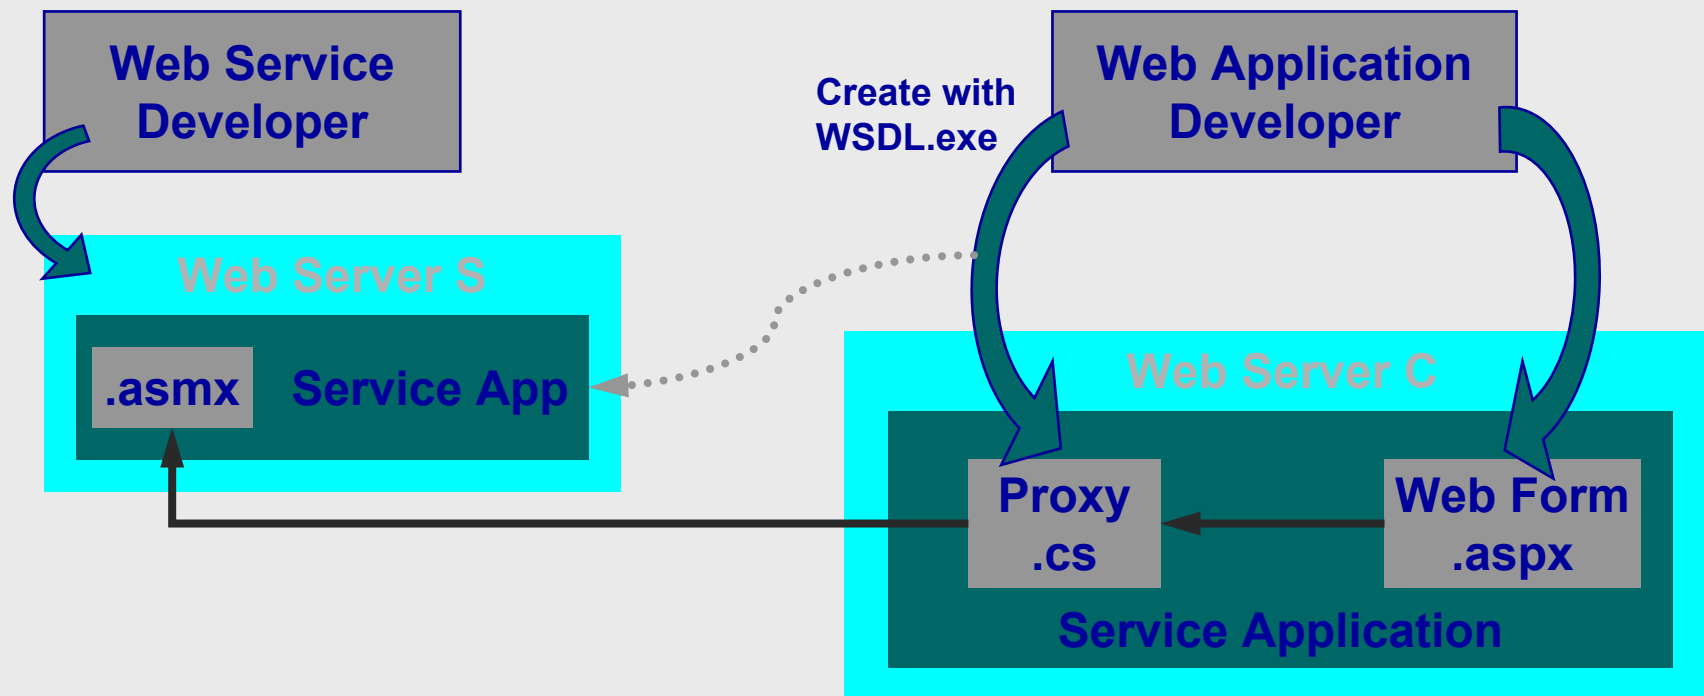 Web Service
Developer
Create with
WSDL.exe
Web Application
Developer
Web Server S
.asmx
Service App
Web Server C
Proxy
.cs
Web Form
.aspx
Service Application